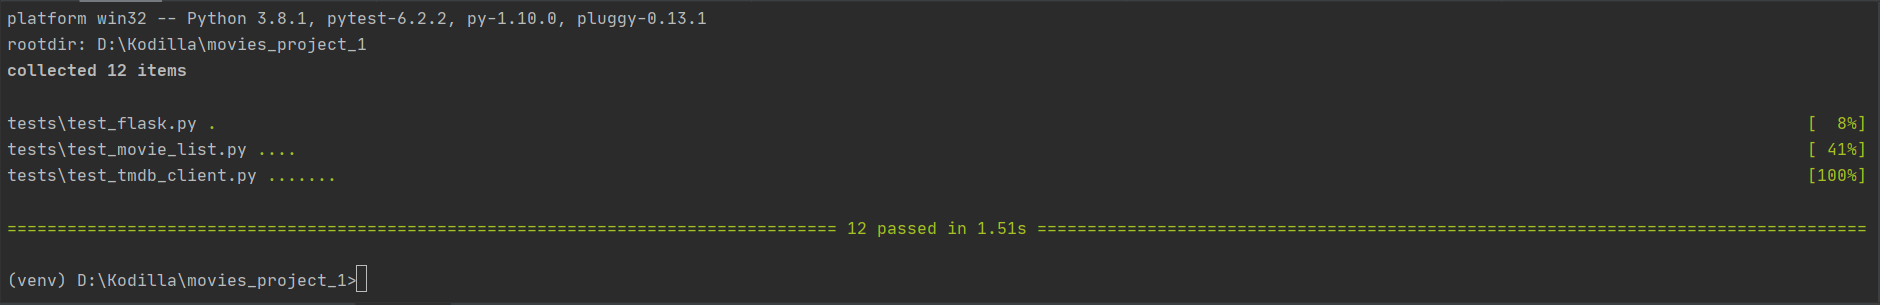 platform win32 -- Python 3.8.1, pytest-6.2.2, py-1.10.0, pluggy-0.13.1
rootdir: D:\Kodilla\movies_project_1
collected 12 items
tests\test_flask.py . [  8%]
tests\test_movie_list.py .... [ 41%]
tests\test_tmdb_client.py ....... [100%]
=================================================================================== 12 passed in 1.51s ===================================================================================
(venv) D:\Kodilla\movies_project_1>